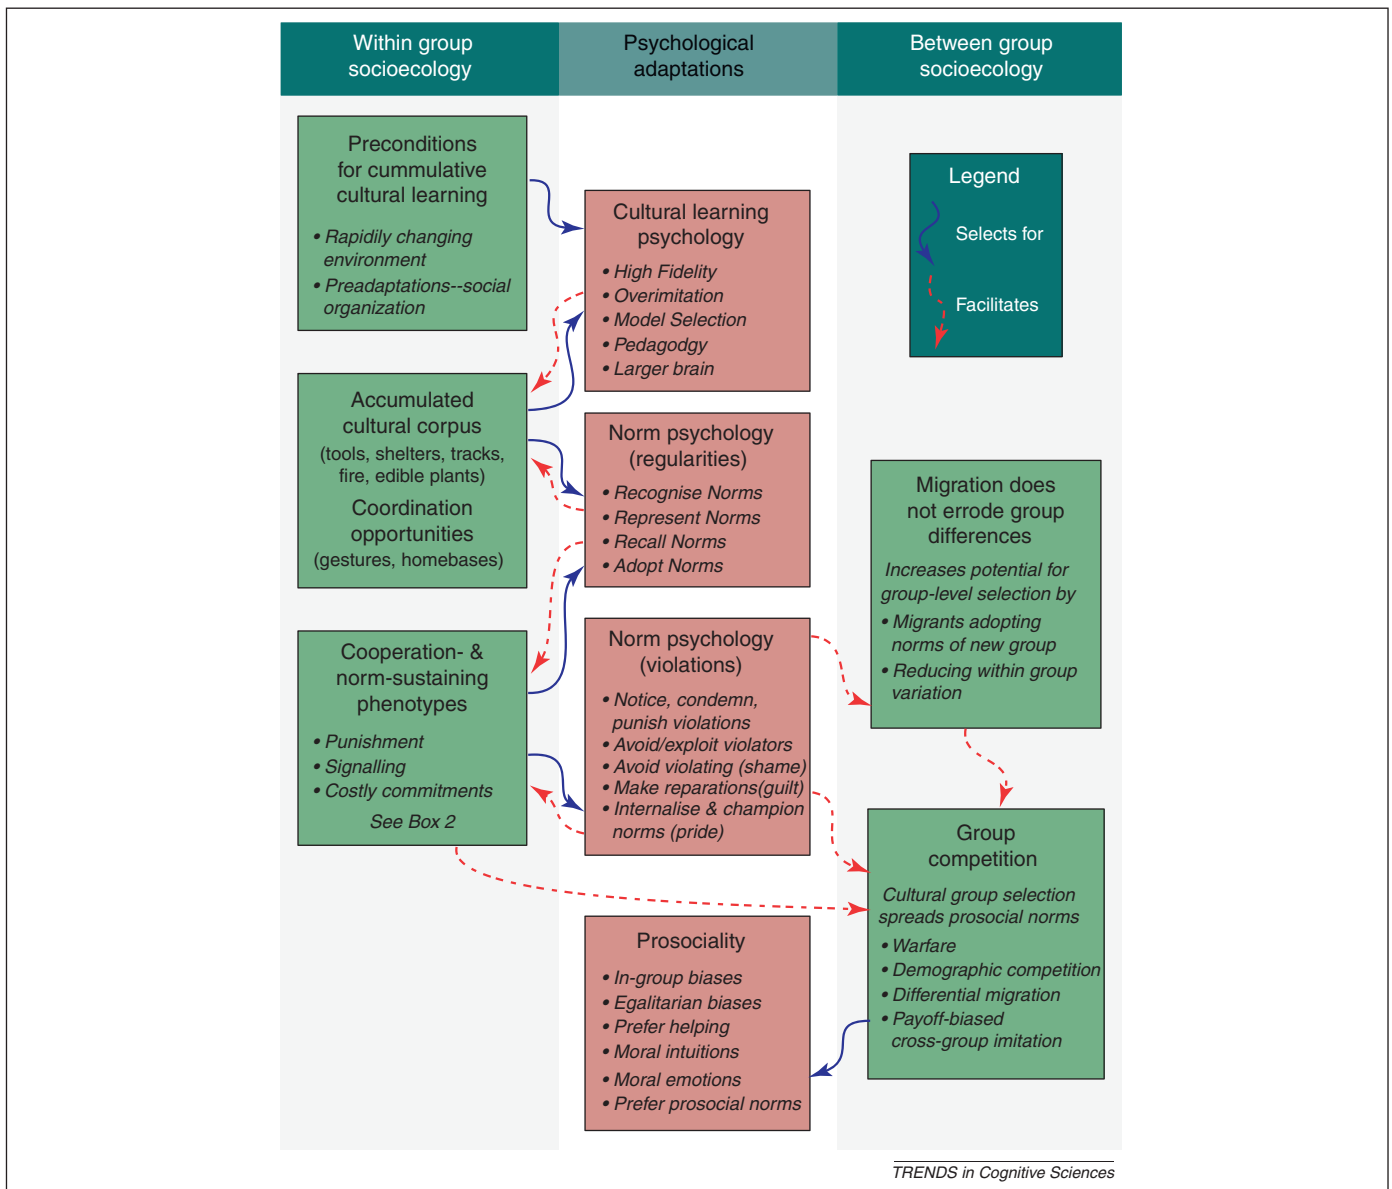 Within group
socioecology
Psychological
adaptations
Between group
socioecology
Preconditions
for cummulative
cultural learning
• Rapidily changing
environment
• Preadaptations--social
organization
Accumulated
cultural corpus
(tools, shelters, tracks,
fire, edible plants)
Coordination
opportunities
(gestures, homebases)
Cooperation- &
norm-sustaining
phenotypes
• Punishment
• Signalling
• Costly commitments
See Box 2
Cultural learning
psychology
• High Fidelity
• Overimitation
• Model Selection
• Pedagodgy
• Larger brain
Norm psychology
(regularities)
• Recognise Norms
• Represent Norms
• Recall Norms
• Adopt Norms
Norm psychology
(violations)
• Notice, condemn,
punish violations
• Avoid/exploit violators
• Avoid violating (shame)
• Make reparations(guilt)
• Internalise & champion
norms (pride)
Prosociality
• In-group biases
• Egalitarian biases
• Prefer helping
• Moral intuitions
• Moral emotions
• Prefer prosocial norms
Legend
Selects for
Facilitates
Migration does
not errode group
differences
Increases potential for
group-level selection by
• Migrants adopting
norms of new group
• Reducing within group
variation
Group
competition
Cultural group selection
spreads prosocial norms
• Warfare
• Demographic competition
• Differential migration
• Payoff-biased
cross-group imitation
TRENDS in Cognitive Sciences